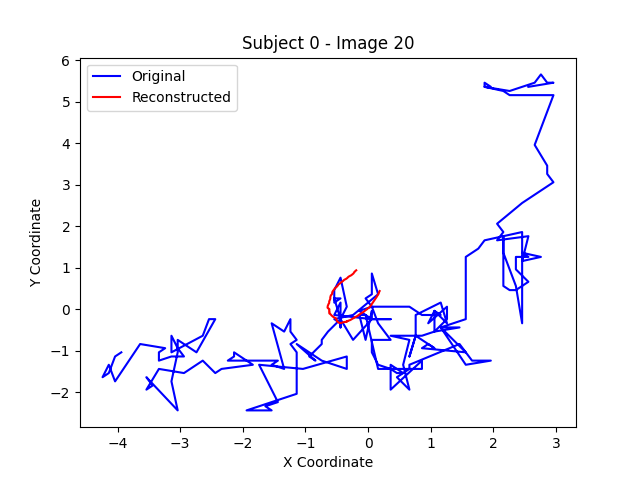 Subject 0 - Image 20
Original
Reconstructed
Y Coordinate
6
5
4
3
2
1
0
−1
−2
−4 −3 −2 −1 0 1 2 3
X Coordinate